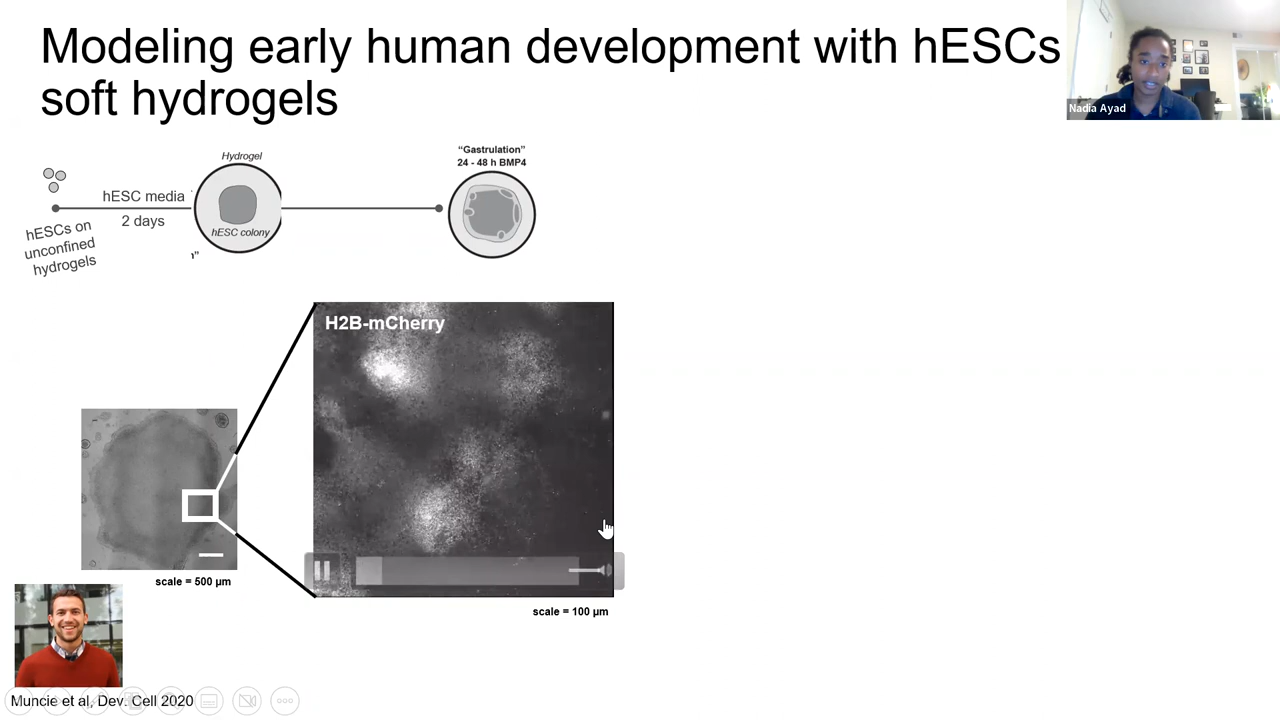 Modeling early human development with hESCs
soft hydrogels
Nadia Ayad
Hydrogel
“Gastrulation”
24 - 48 h BMP4
hESC media
2 days
hESC colony
hESCs on
unconfined
hydrogels
H2B-mCherry
scale = 500 µm
scale = 100 µm
Muncie et al, Dev. Cell 2020